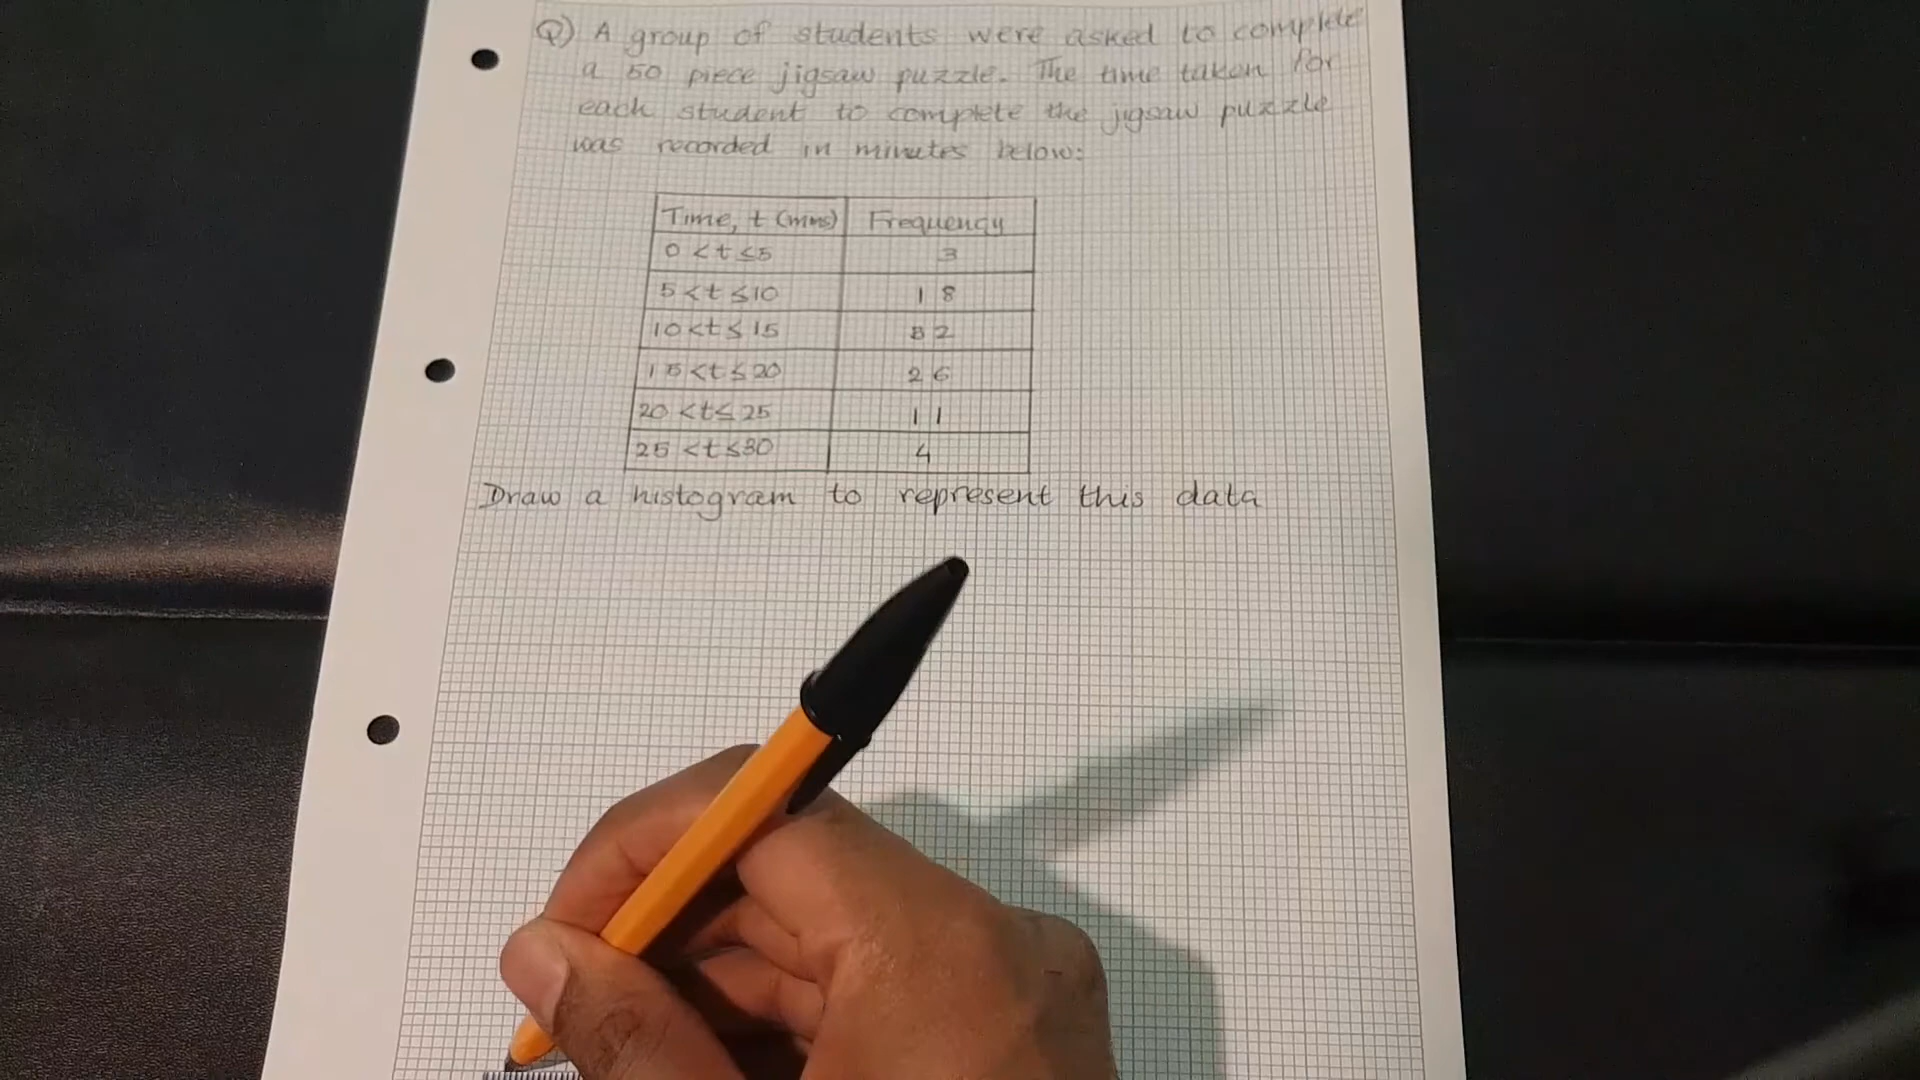 Q) A group of students were asked to complete
a 50 piece jigsaw puzzle. The time taken for
each student to complete the jigsaw puzzle
was recorded in minutes below:
Time, t (mns) Frequency
0 < t ≤ 5 3
5 < t ≤ 10 18
10 < t ≤ 15 32
15 < t ≤ 20 26
20 < t ≤ 25 11
25 < t ≤ 30 4
Draw a histogram to represent this data